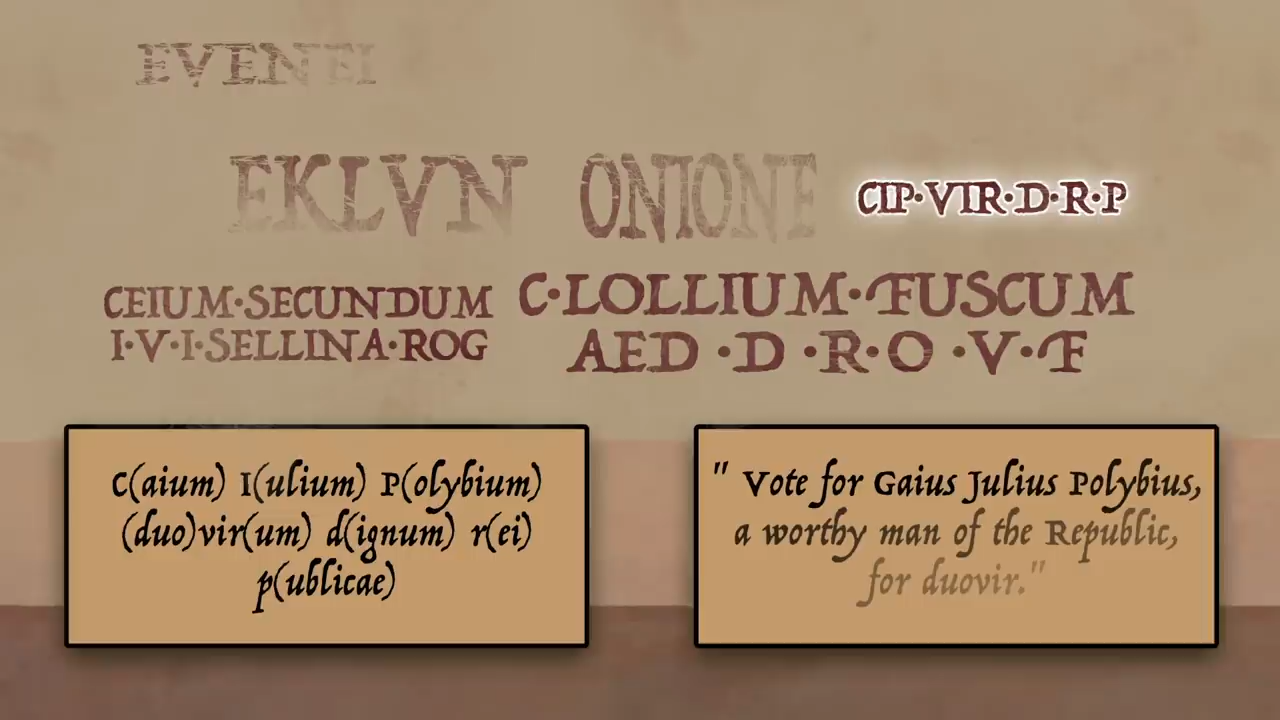 EVENEI
EKLVN ONIONE CIP·VIR·D·R·P
CEIUM·SECUNDUM
I·V·I·SELLINA·ROG
C·LOLLIUM·FUSCUM
AED·D·R·O·V·F
C(aium) I(ulium) P(olybium)
(duo)vir(um) d(ignum) r(ei)
p(ublicae)
" Vote for Gaius Julius Polybius,
a worthy man of the Republic,
for duovir."